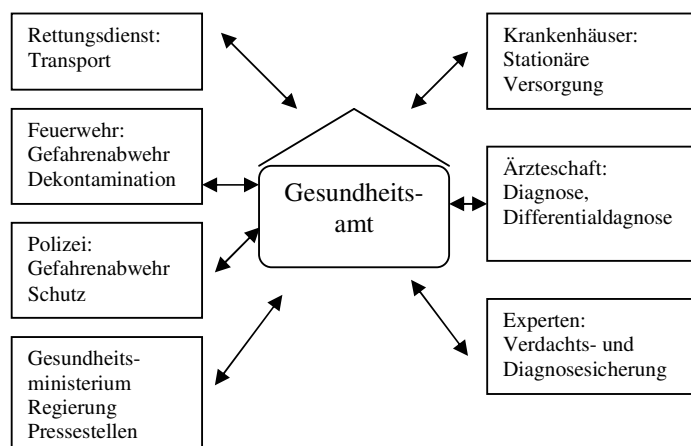 Rettungsdienst:
Transport
Feuerwehr:
Gefahrenabwehr
Dekontamination
Polizei:
Gefahrenabwehr
Schutz
Gesundheits-
ministerium
Regierung
Pressestellen
Gesundheits-
amt
Krankenhäuser:
Stationäre
Versorgung
Ärzteschaft:
Diagnose,
Differentialdagnose
Experten:
Verdachts- und
Diagnosesicherung